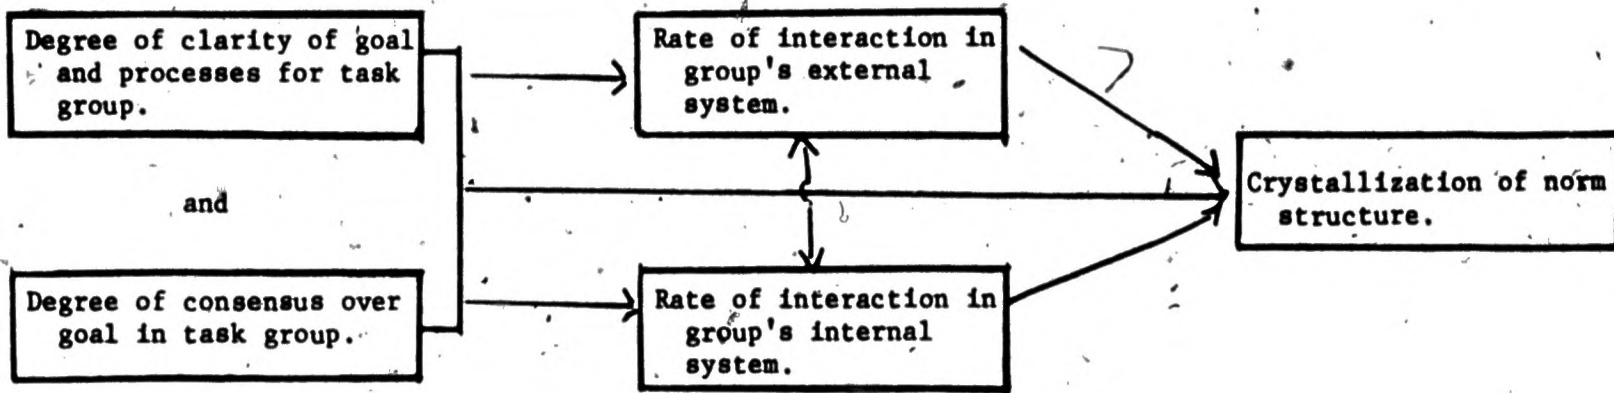 Degree of clarity of goal
and processes for task
group.
and
Degree of consensus over
goal in task group.
Rate of interaction in
group's external
system.
Rate of interaction in
group's internal
system.
Crystallization of norm
structure.